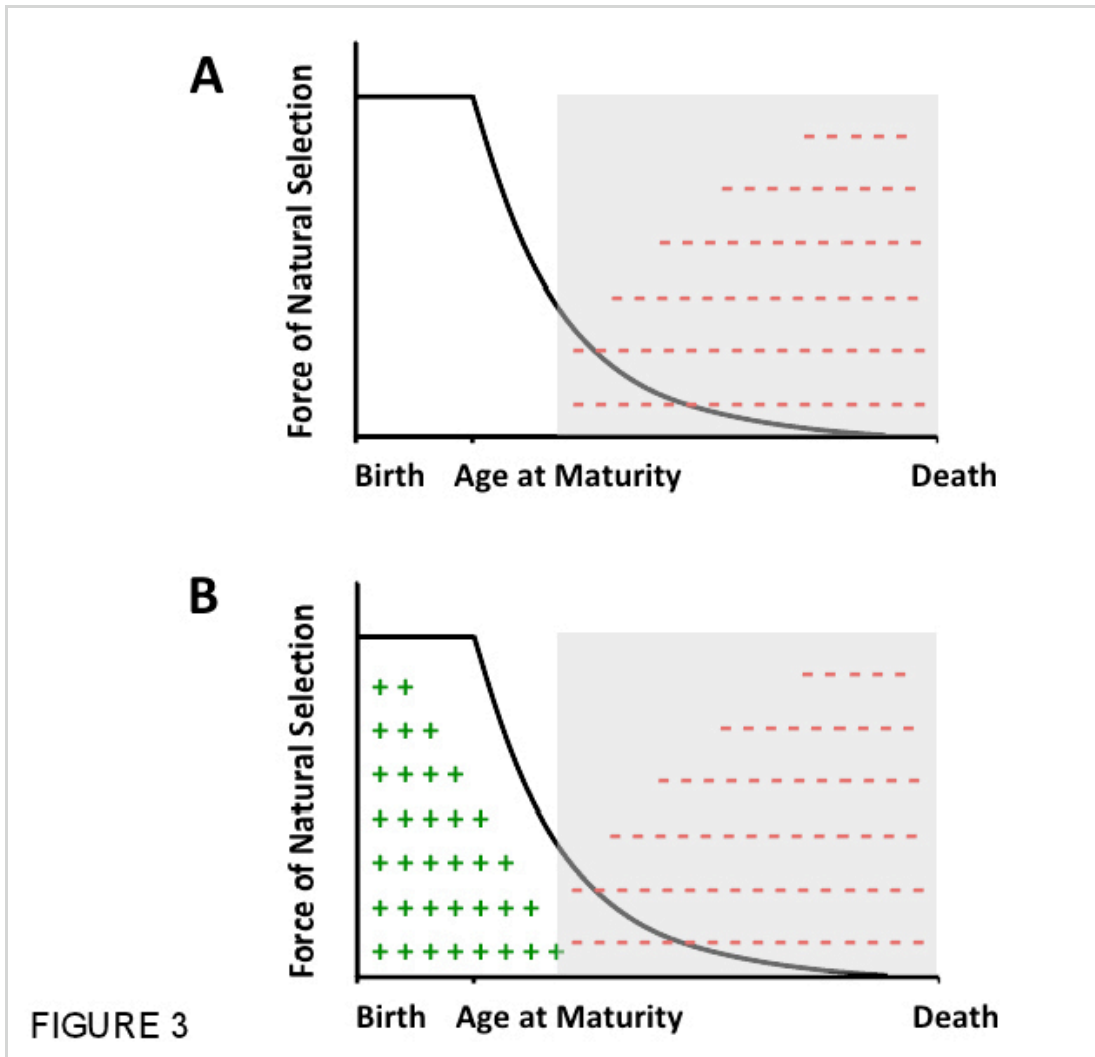 A
Force of Natural Selection
Birth Age at Maturity Death
B
Force of Natural Selection
Birth Age at Maturity Death
FIGURE 3